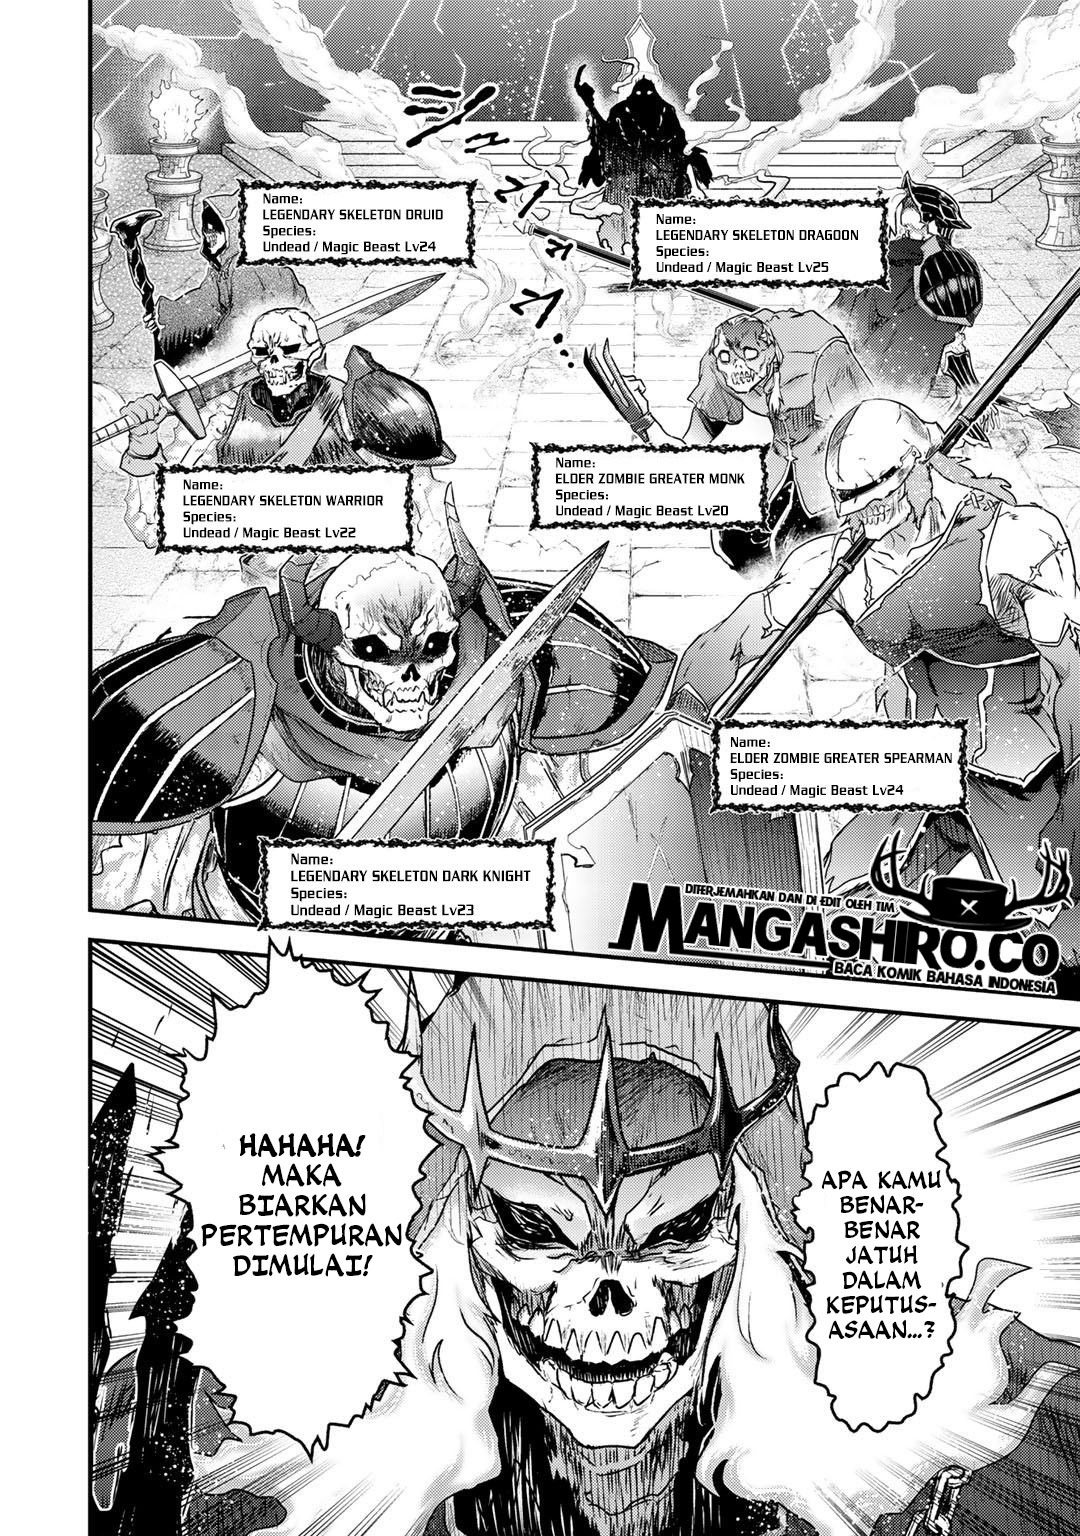 Name:
LEGENDARY SKELETON DRUID
Species:
Undead / Magic Beast Lv24
Name:
LEGENDARY SKELETON DRAGOON
Species:
Undead / Magic Beast Lv25
Name:
LEGENDARY SKELETON WARRIOR
Species:
Undead / Magic Beast Lv22
Name:
ELDER ZOMBIE GREATER MONK
Species:
Undead / Magic Beast Lv20
Name:
ELDER ZOMBIE GREATER SPEARMAN
Species:
Undead / Magic Beast Lv24
Name:
LEGENDARY SKELETON DARK KNIGHT
Species:
Undead / Magic Beast Lv23
DITERJEMAHKAN DAN DI EDIT OLEH TIM
MANGASHIRO.CO
BACA KOMIK BAHASA INDONESIA
APA KAMU
BENAR-
BENAR
JATUH
DALAM
KEPUTUS-
ASAAN...?
HAHAHA!
MAKA
BIARKAN
PERTEMPURAN
DIMULAI!